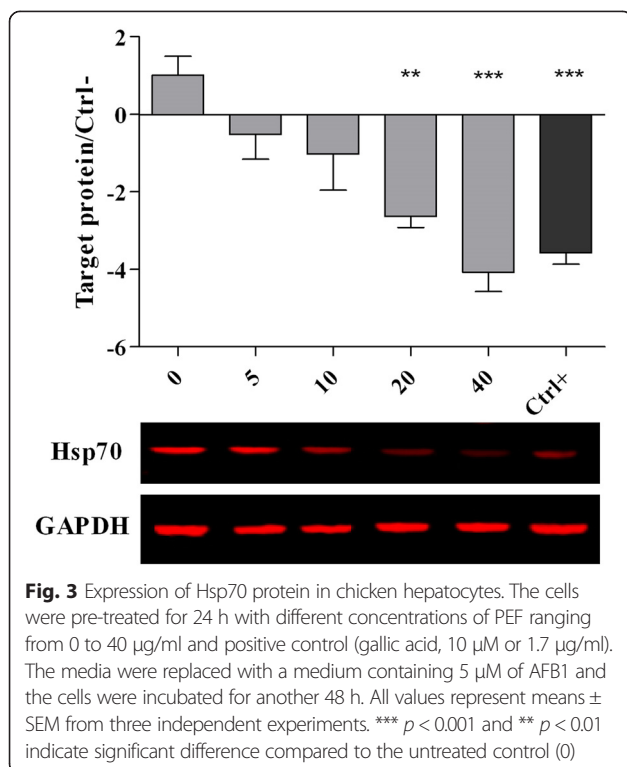 2
0
-2
-4
-6
Target protein/Ctrl-
** *** ***
0 5 10 20 40 Ctrl+
Hsp70
GAPDH
Fig. 3 Expression of Hsp70 protein in chicken hepatocytes. The cells
were pre-treated for 24 h with different concentrations of PEF ranging
from 0 to 40 μg/ml and positive control (gallic acid, 10 μM or 1.7 μg/ml).
The media were replaced with a medium containing 5 μM of AFB1 and
the cells were incubated for another 48 h. All values represent means ±
SEM from three independent experiments. *** p < 0.001 and ** p < 0.01
indicate significant difference compared to the untreated control (0)